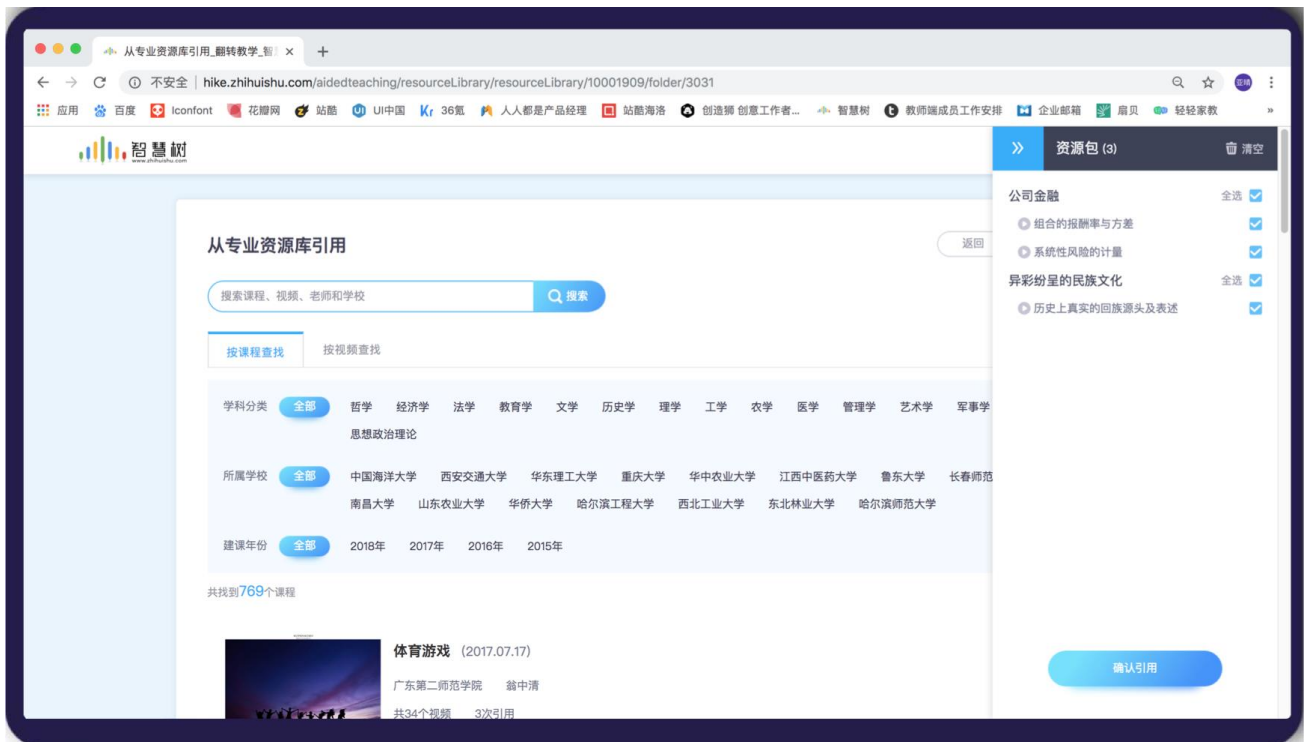 从专业资源库引用_翻转教学_智
不安全 hike.zhihuishu.com/aidedteaching/resourceLibrary/resourceLibrary/10001909/folder/3031 亚晴
应用 百度 Iconfont 花瓣网 站酷 UI中国 36氪 人人都是产品经理 站酷海洛 创造狮 创意工作者... 智慧树 教师端成员工作安排 企业邮箱 扇贝 轻轻家教 »
智慧树
www.zhihuishu.com
资源包 (3) 清空
公司金融 全选
组合的报酬率与方差
系统性风险的计量
异彩纷呈的民族文化 全选
历史上真实的回族源头及表述
确认引用
从专业资源库引用 返回
搜索课程、视频、老师和学校 搜索
按课程查找 按视频查找
学科分类 全部 哲学 经济学 法学 教育学 文学 历史学 理学 工学 农学 医学 管理学 艺术学 军事学
思想政治理论
所属学校 全部 中国海洋大学 西安交通大学 华东理工大学 重庆大学 华中农业大学 江西中医药大学 鲁东大学 长春师范
南昌大学 山东农业大学 华侨大学 哈尔滨工程大学 西北工业大学 东北林业大学 哈尔滨师范大学
建课年份 全部 2018年 2017年 2016年 2015年
共找到769个课程
体育游戏 (2017.07.17)
广东第二师范学院 翁中清
共34个视频 3次引用